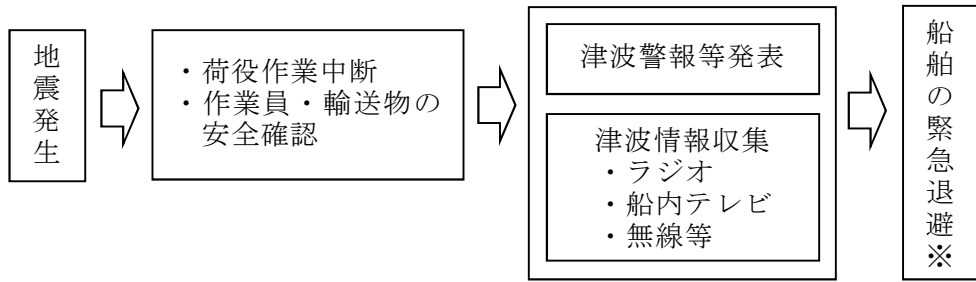 地震発生
・荷役作業中断
・作業員・輸送物の
安全確認
津波警報等発表
津波情報収集
・ラジオ
・船内テレビ
・無線等
船舶の緊急退避※